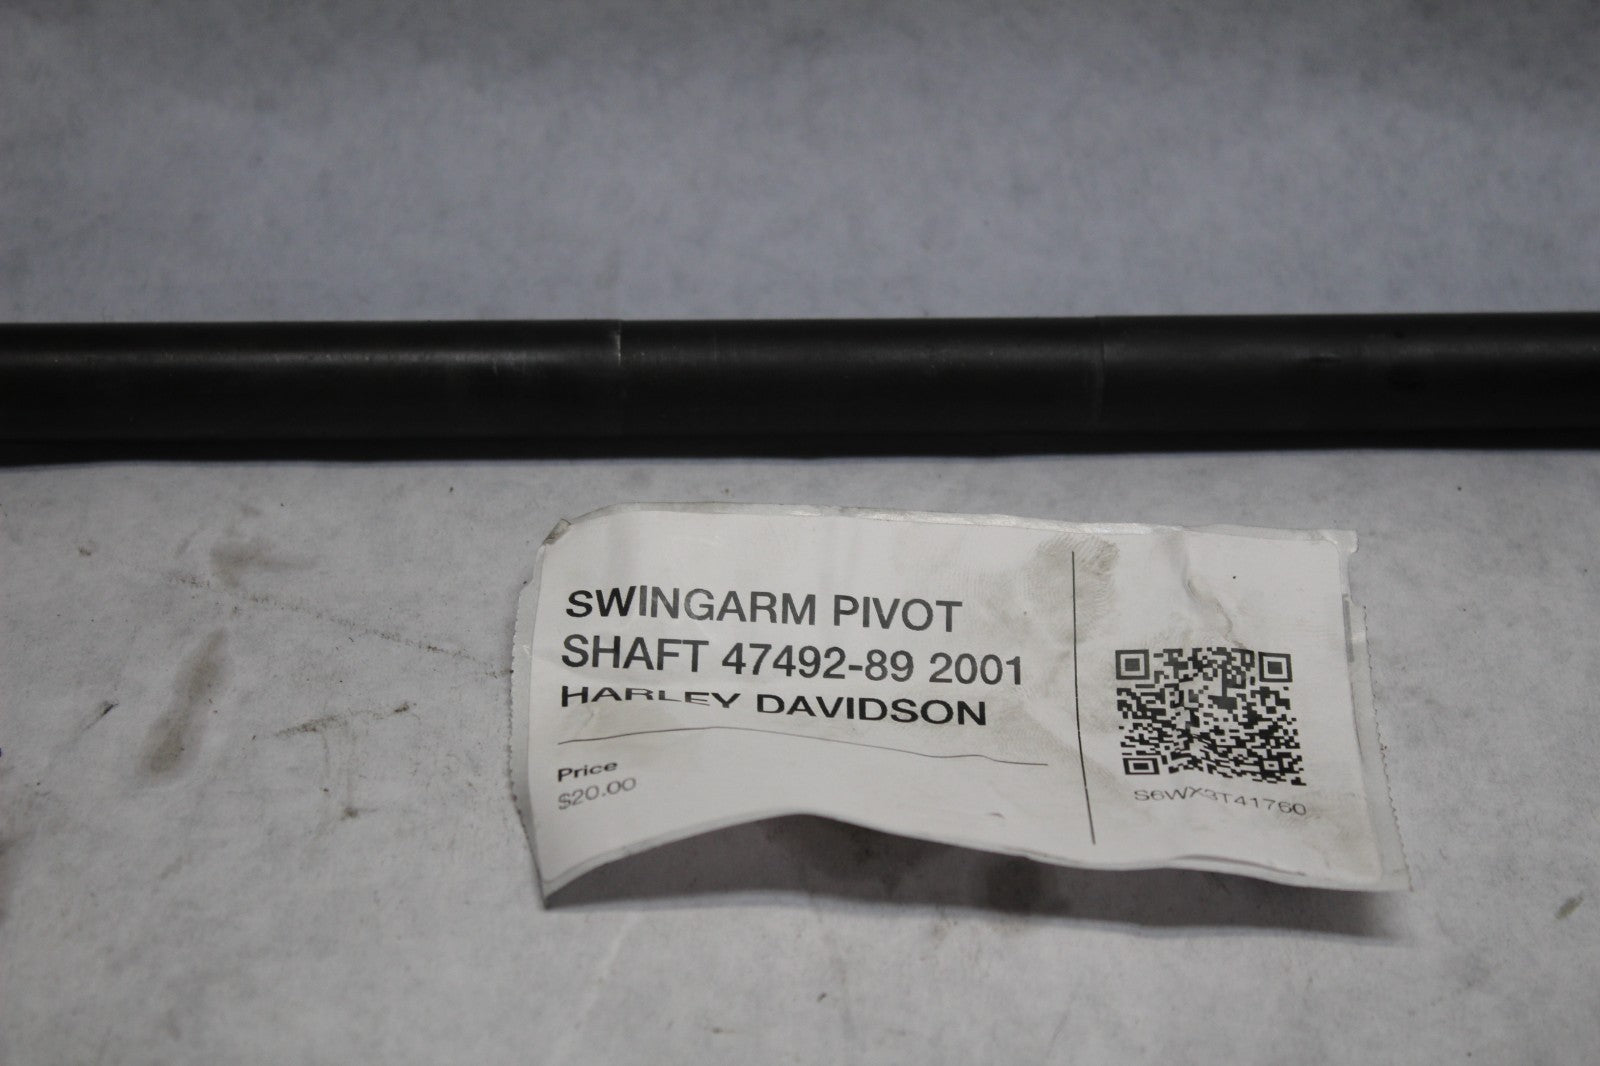 SWINGARM PIVOT
SHAFT 47492-89 2001
HARLEY DAVIDSON
Price
$20.00
S6WX3T41760